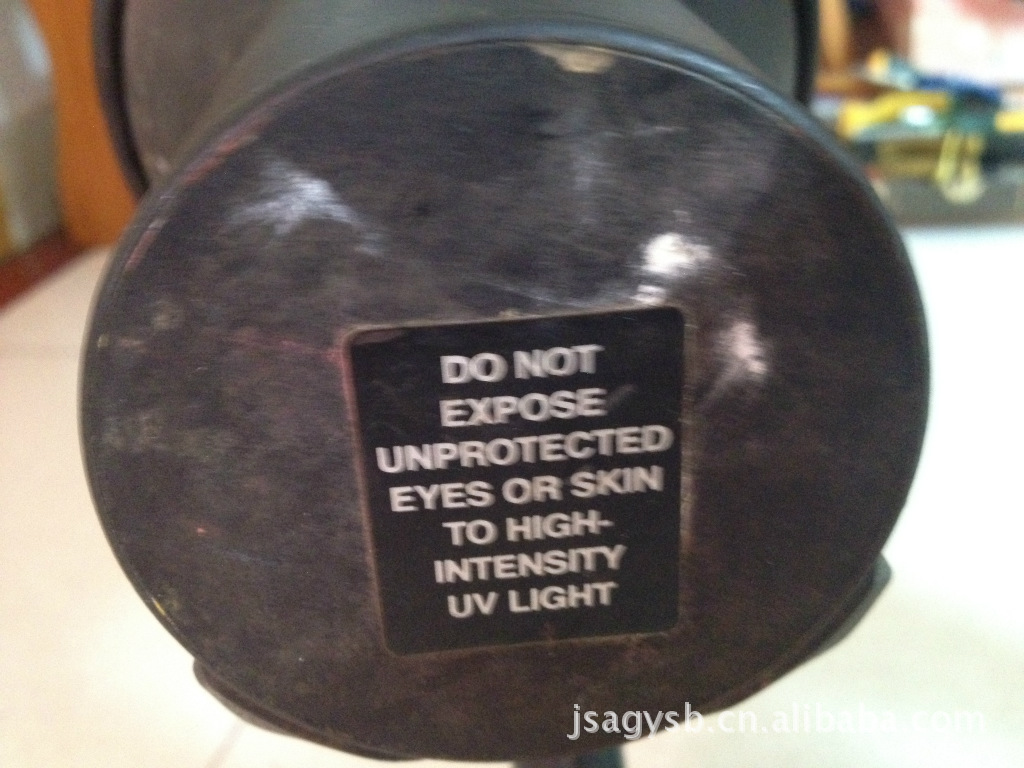 DO NOT
EXPOSE
UNPROTECTED
EYES OR SKIN
TO HIGH-
INTENSITY
UV LIGHT
jsagysb.cn.alibaba.com